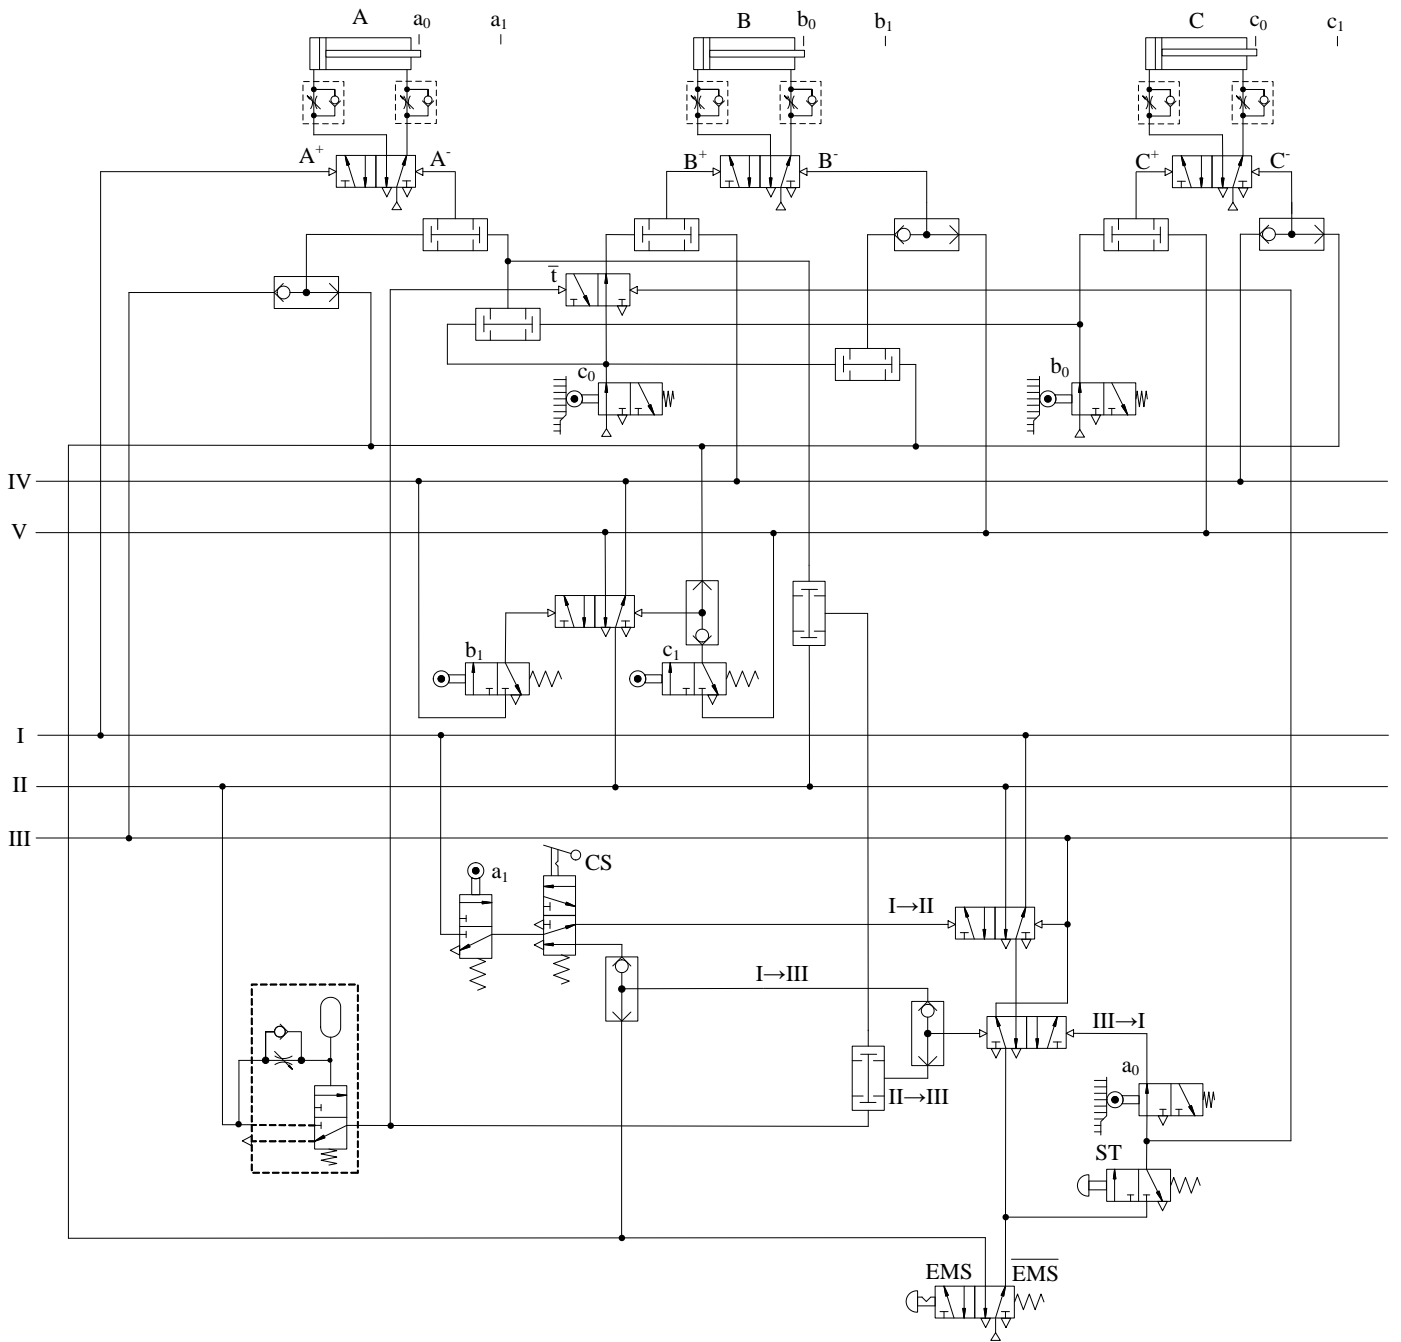 A a₀ a₁ B b₀ b₁ C c₀ c₁
A⁺ A⁻ B⁺ B⁻ C⁺ C⁻
t̅
c₀ b₀
IV
V
b₁ c₁
I
II
III
a₁ CS
I→II
I→III
III→I
a₀
II→III
ST
EMS E̅M̅S̅